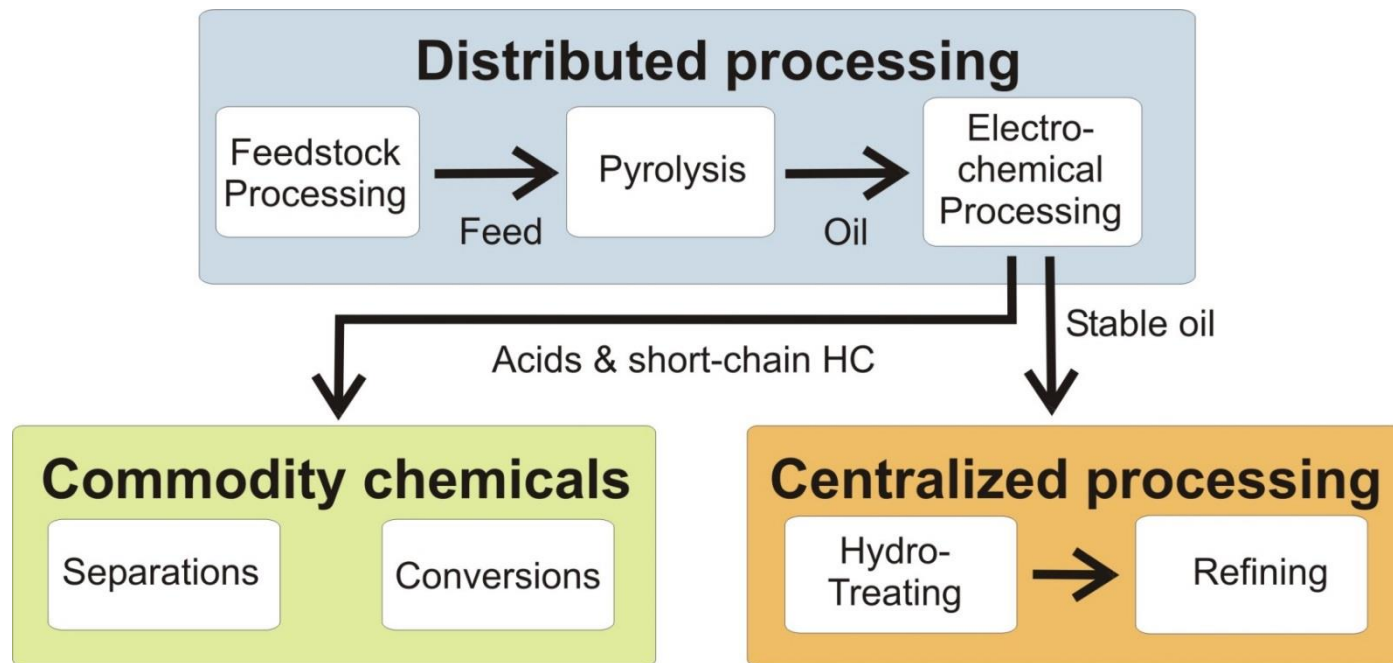 Distributed processing
Feedstock
Processing
Feed
Pyrolysis
Oil
Electro-
chemical
Processing
Acids & short-chain HC
Stable oil
Commodity chemicals
Separations
Conversions
Centralized processing
Hydro-
Treating
Refining